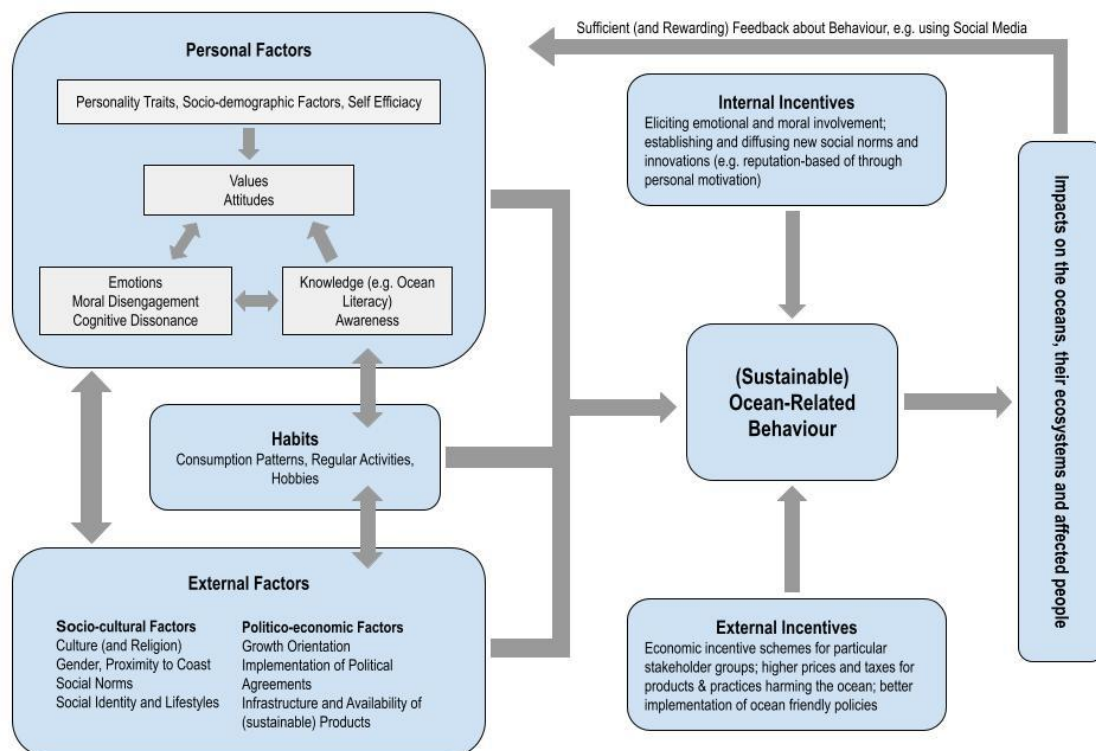 Sufficient (and Rewarding) Feedback about Behaviour, e.g. using Social Media
Personal Factors
Personality Traits, Socio-demographic Factors, Self Efficiacy
Values
Attitudes
Emotions
Moral Disengagement
Cognitive Dissonance
Knowledge (e.g. Ocean
Literacy)
Awareness
Habits
Consumption Patterns, Regular Activities,
Hobbies
External Factors
Socio-cultural Factors
Culture (and Religion)
Gender, Proximity to Coast
Social Norms
Social Identity and Lifestyles
Politico-economic Factors
Growth Orientation
Implementation of Political
Agreements
Infrastructure and Availability of
(sustainable) Products
Internal Incentives
Eliciting emotional and moral involvement;
establishing and diffusing new social norms and
innovations (e.g. reputation-based of through
personal motivation)
(Sustainable)
Ocean-Related
Behaviour
External Incentives
Economic incentive schemes for particular
stakeholder groups; higher prices and taxes for
products & practices harming the ocean; better
implementation of ocean friendly policies
Impacts on the oceans, their ecosystems and affected people